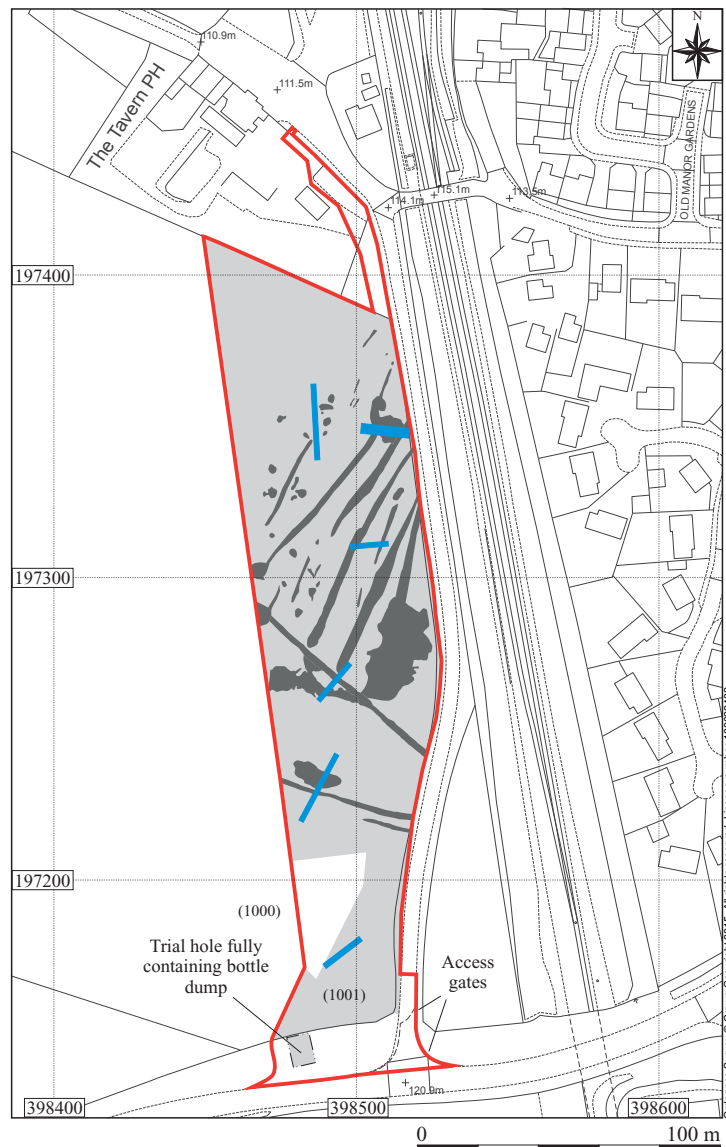 N
110.9m
111.5m
The Tavern PH
OLD MANOR GARDENS
115.1m
113.5m
114.1m
197400
197300
197200
(1000)
Trial hole fully
containing bottle
dump
(1001)
Access
gates
120.9m
398400
398500
398600
0
100 m